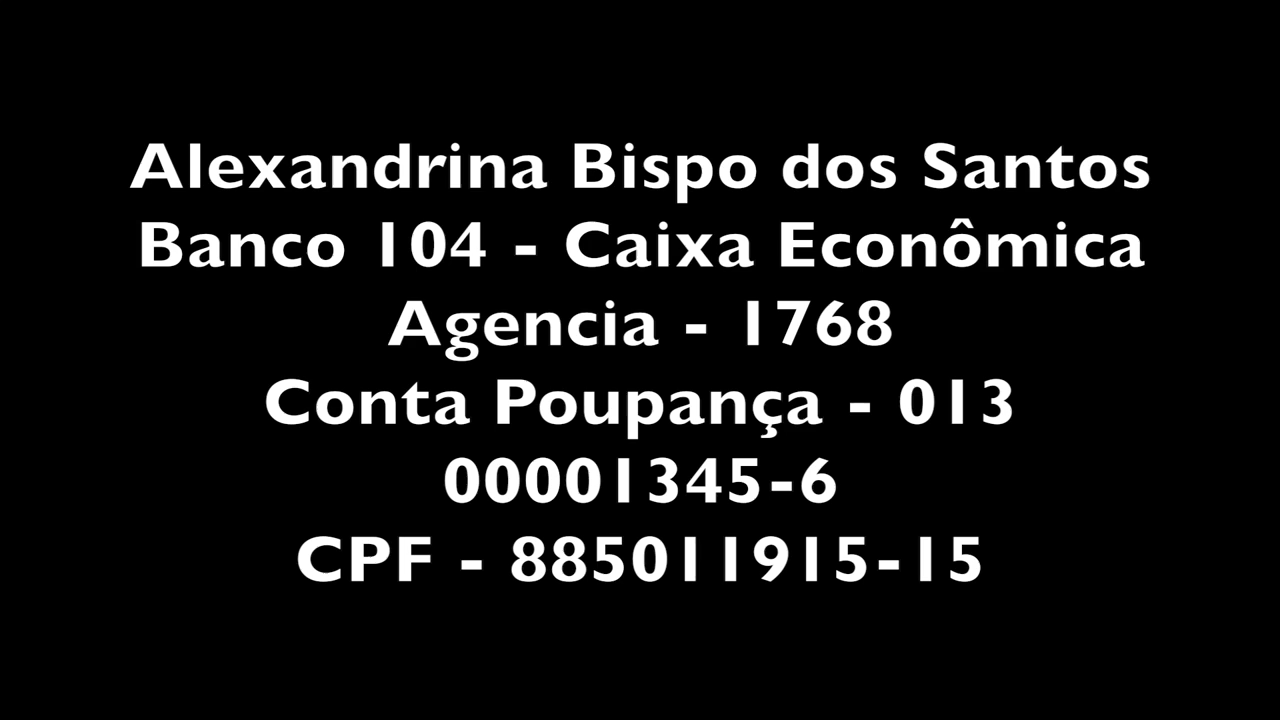 Alexandrina Bispo dos Santos
Banco 104 - Caixa Econômica
Agencia - 1768
Conta Poupança - 013
00001345-6
CPF - 885011915-15